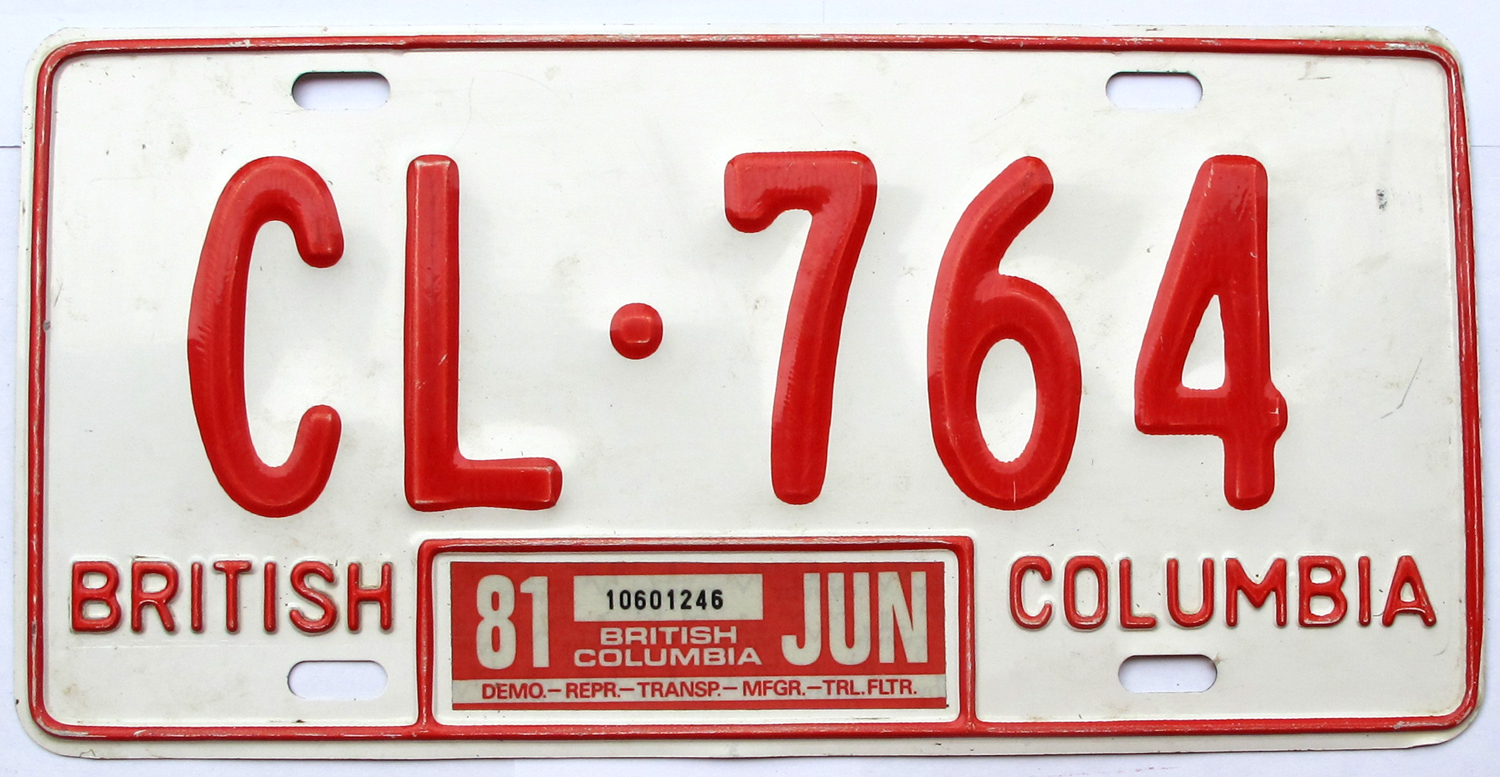 CL·764
BRITISH COLUMBIA
81 10601246 JUN
BRITISH
COLUMBIA
DEMO.–REPR.–TRANSP.–MFGR.–TRL.FLTR.